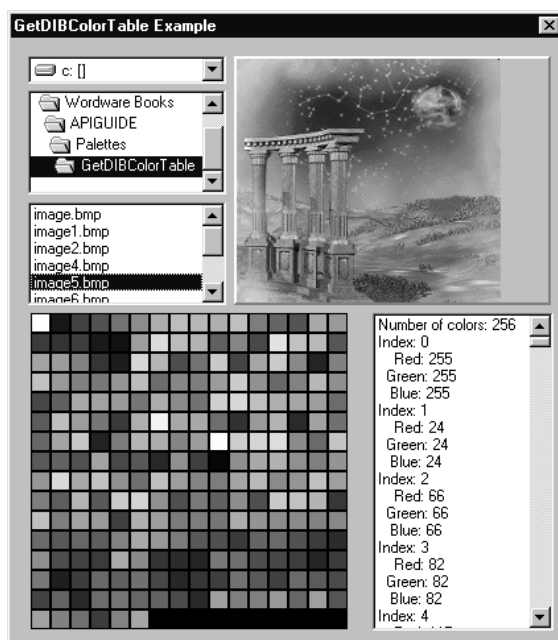 GetDIBColorTable Example
c: []
Wordware Books
APIGUIDE
Palettes
GetDIBColorTable
image.bmp
image1.bmp
image2.bmp
image4.bmp
image5.bmp
image6.bmp
Number of colors: 256
Index: 0
Red: 255
Green: 255
Blue: 255
Index: 1
Red: 24
Green: 24
Blue: 24
Index: 2
Red: 66
Green: 66
Blue: 66
Index: 3
Red: 82
Green: 82
Blue: 82
Index: 4